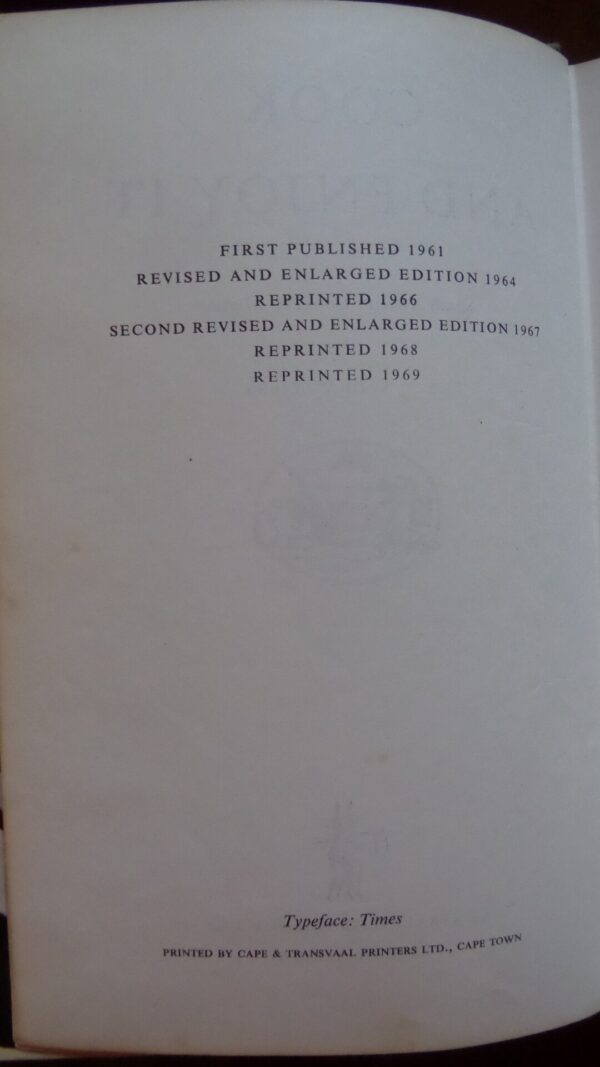 FIRST PUBLISHED 1961
REVISED AND ENLARGED EDITION 1964
REPRINTED 1966
SECOND REVISED AND ENLARGED EDITION 1967
REPRINTED 1968
REPRINTED 1969
Typeface: Times
PRINTED BY CAPE & TRANSVAAL PRINTERS LTD., CAPE TOWN